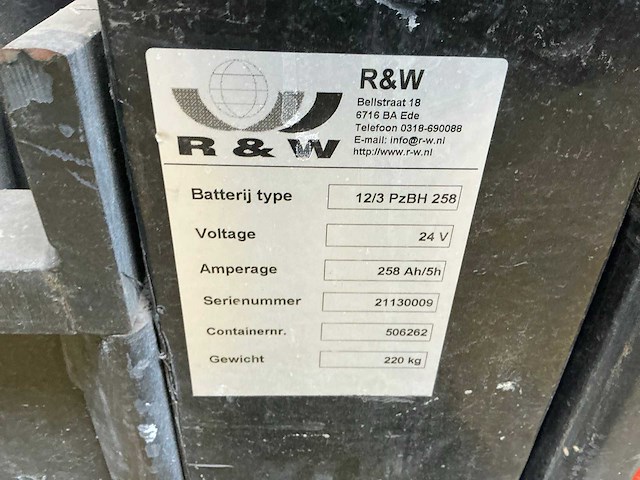 R&W
Bellstraat 18
6716 BA Ede
Telefoon 0318-690088
E-mail: info@r-w.nl
http://www.r-w.nl
R & W
Batterij type 12/3 PzBH 258
Voltage 24 V
Amperage 258 Ah/5h
Serienummer 21130009
Containernr. 506262
Gewicht 220 kg